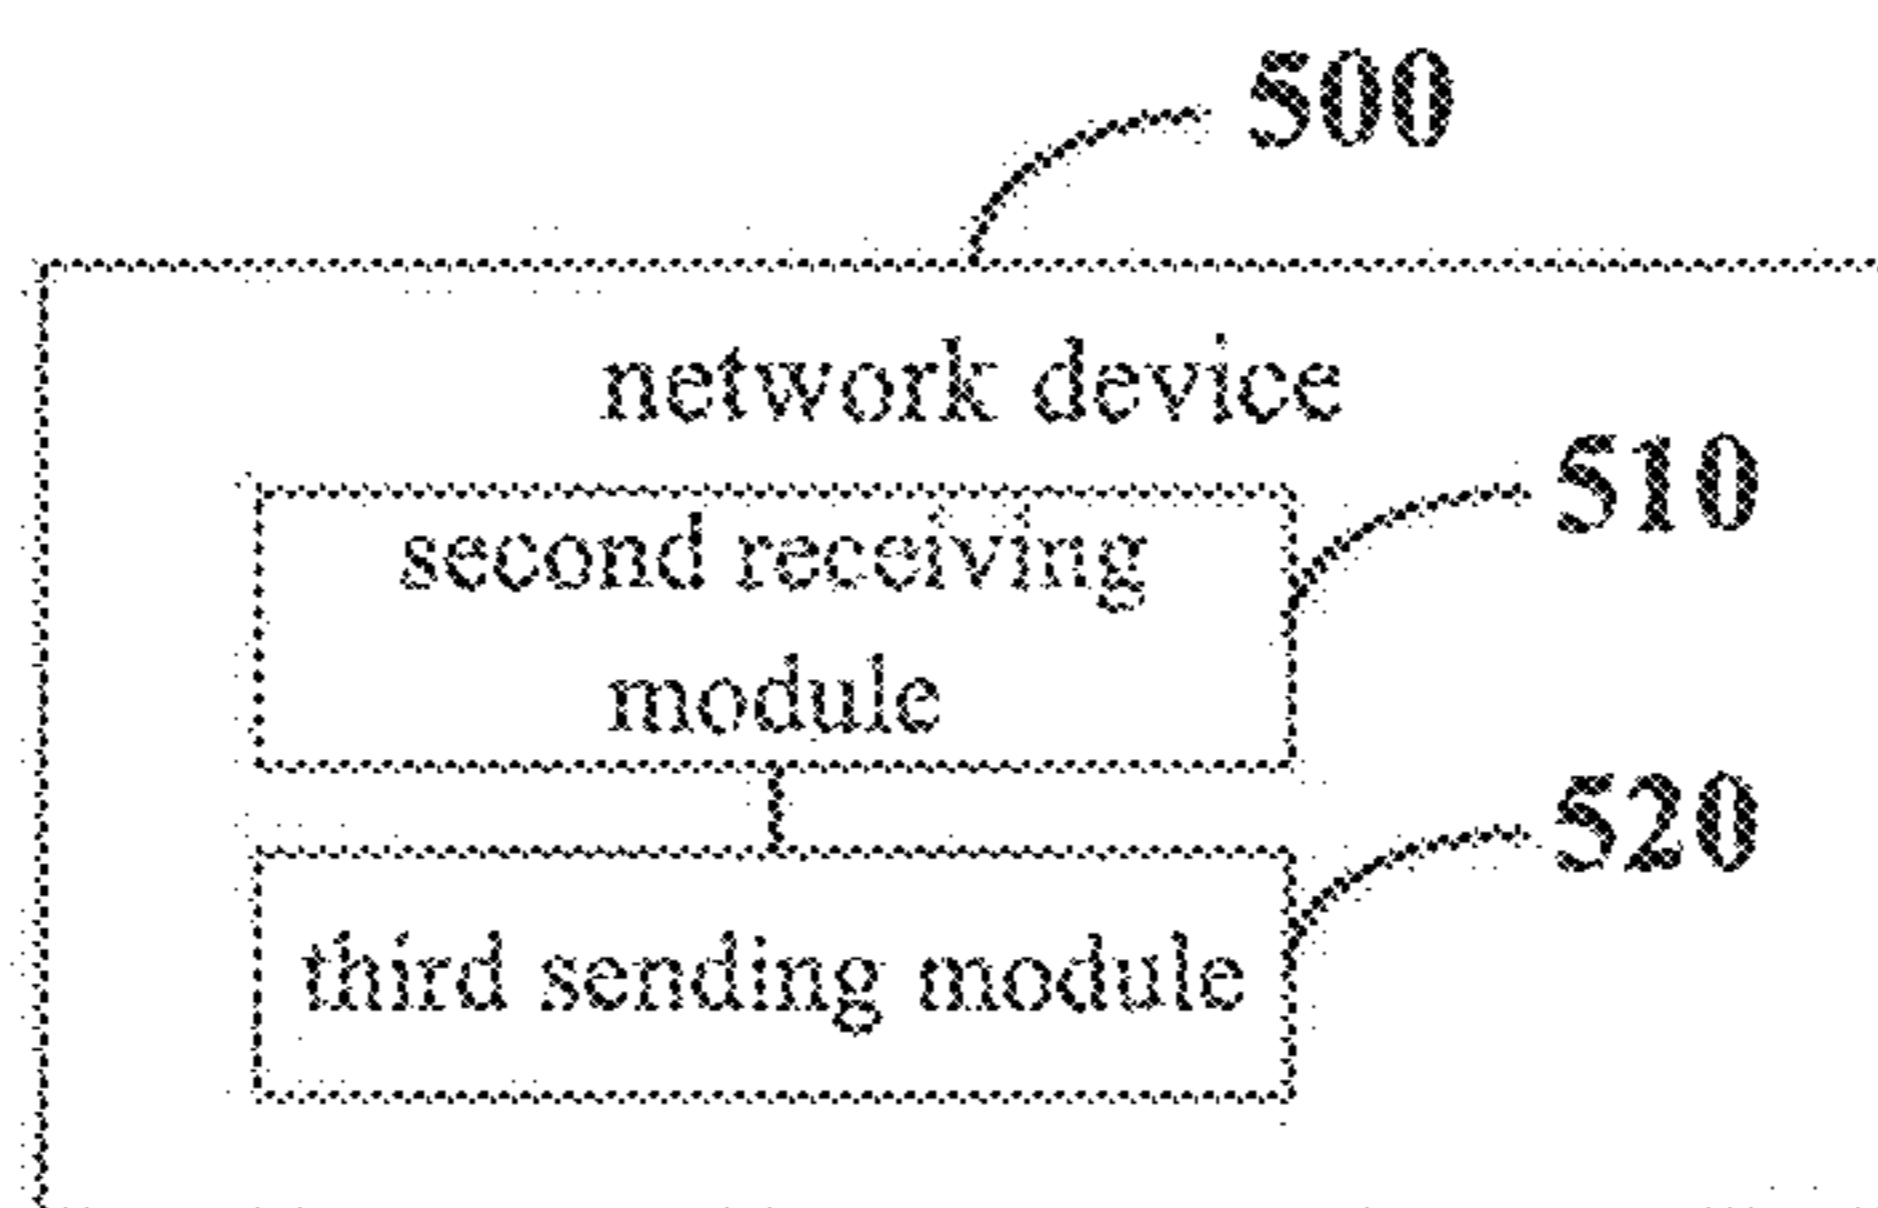 500
network device
510
second receiving
module
520
third sending module